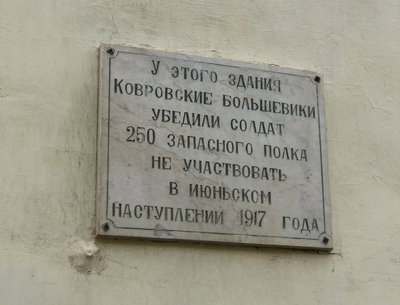 У этого здания
Ковровские большевики
убедили солдат
250 запасного полка
не участвовать
в июньском
наступлении 1917 года